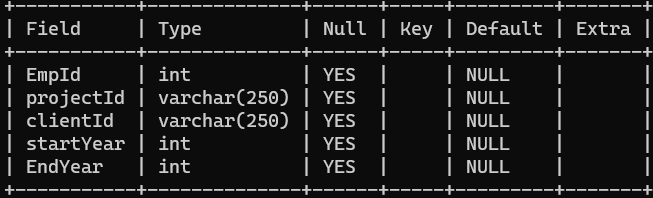 +-----------+--------------+------+-----+---------+-------+
| Field     | Type         | Null | Key | Default | Extra |
+-----------+--------------+------+-----+---------+-------+
| EmpId     | int          | YES  |     | NULL    |       |
| projectId | varchar(250) | YES  |     | NULL    |       |
| clientId  | varchar(250) | YES  |     | NULL    |       |
| startYear | int          | YES  |     | NULL    |       |
| EndYear   | int          | YES  |     | NULL    |       |
+-----------+--------------+------+-----+---------+-------+